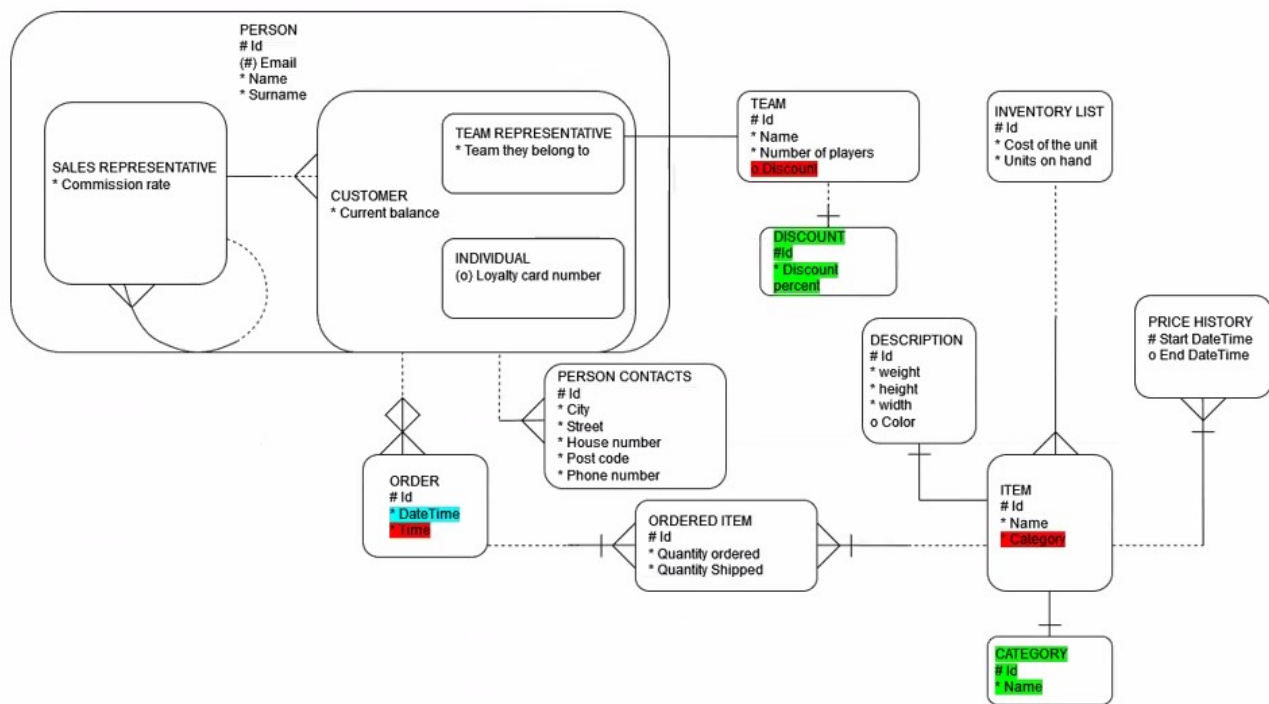 PERSON
# Id
(#) Email
* Name
* Surname
SALES REPRESENTATIVE
* Commission rate
CUSTOMER
* Current balance
TEAM REPRESENTATIVE
* Team they belong to
INDIVIDUAL
(o) Loyalty card number
TEAM
# Id
* Name
* Number of players
o Discount
DISCOUNT
#Id
* Discount
percent
INVENTORY LIST
# Id
* Cost of the unit
* Units on hand
DESCRIPTION
# Id
* weight
* height
* width
o Color
PRICE HISTORY
# Start DateTime
o End DateTime
PERSON CONTACTS
# Id
* City
* Street
* House number
* Post code
* Phone number
ORDER
# Id
* DateTime
* Time
ORDERED ITEM
# Id
* Quantity ordered
* Quantity Shipped
ITEM
# Id
* Name
* Category
CATEGORY
# Id
* Name